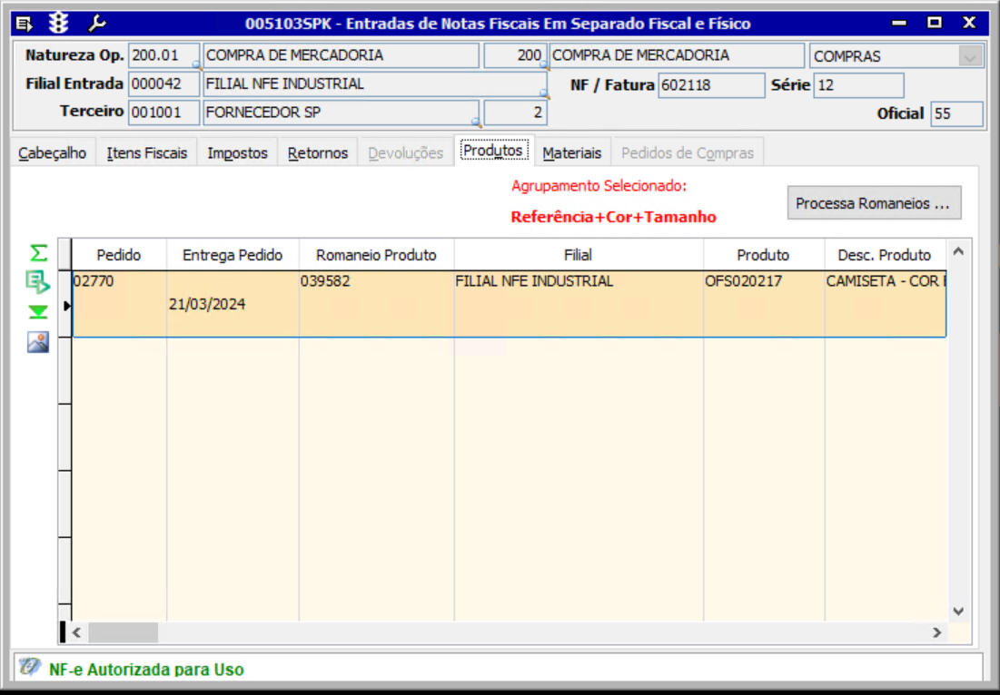 005103SPK - Entradas de Notas Fiscais Em Separado Fiscal e Físico
Natureza Op. 200.01 COMPRA DE MERCADORIA 200 COMPRA DE MERCADORIA COMPRAS
Filial Entrada 000042 FILIAL NFE INDUSTRIAL NF / Fatura 602118 Série 12
Terceiro 001001 FORNECEDOR SP 2 Oficial 55
Cabeçalho Itens Fiscais Impostos Retornos Devoluções Produtos Materiais Pedidos de Compras
Agrupamento Selecionado:
Referência+Cor+Tamanho
Processa Romaneios ...
Pedido Entrega Pedido Romaneio Produto Filial Produto Desc. Produto
02770 039582 FILIAL NFE INDUSTRIAL OFS020217 CAMISETA - COR
21/03/2024
NF-e Autorizada para Uso